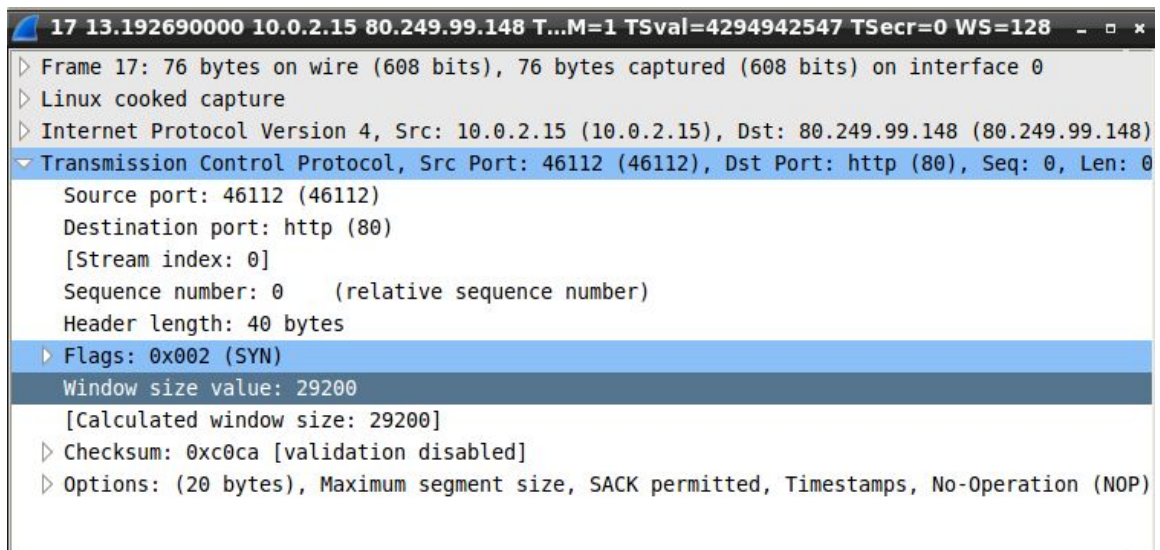 17 13.192690000 10.0.2.15 80.249.99.148 T...M=1 TSval=4294942547 TSecr=0 WS=128
Frame 17: 76 bytes on wire (608 bits), 76 bytes captured (608 bits) on interface 0
Linux cooked capture
Internet Protocol Version 4, Src: 10.0.2.15 (10.0.2.15), Dst: 80.249.99.148 (80.249.99.148)
Transmission Control Protocol, Src Port: 46112 (46112), Dst Port: http (80), Seq: 0, Len: 0
Source port: 46112 (46112)
Destination port: http (80)
[Stream index: 0]
Sequence number: 0 (relative sequence number)
Header length: 40 bytes
Flags: 0x002 (SYN)
Window size value: 29200
[Calculated window size: 29200]
Checksum: 0xc0ca [validation disabled]
Options: (20 bytes), Maximum segment size, SACK permitted, Timestamps, No-Operation (NOP)